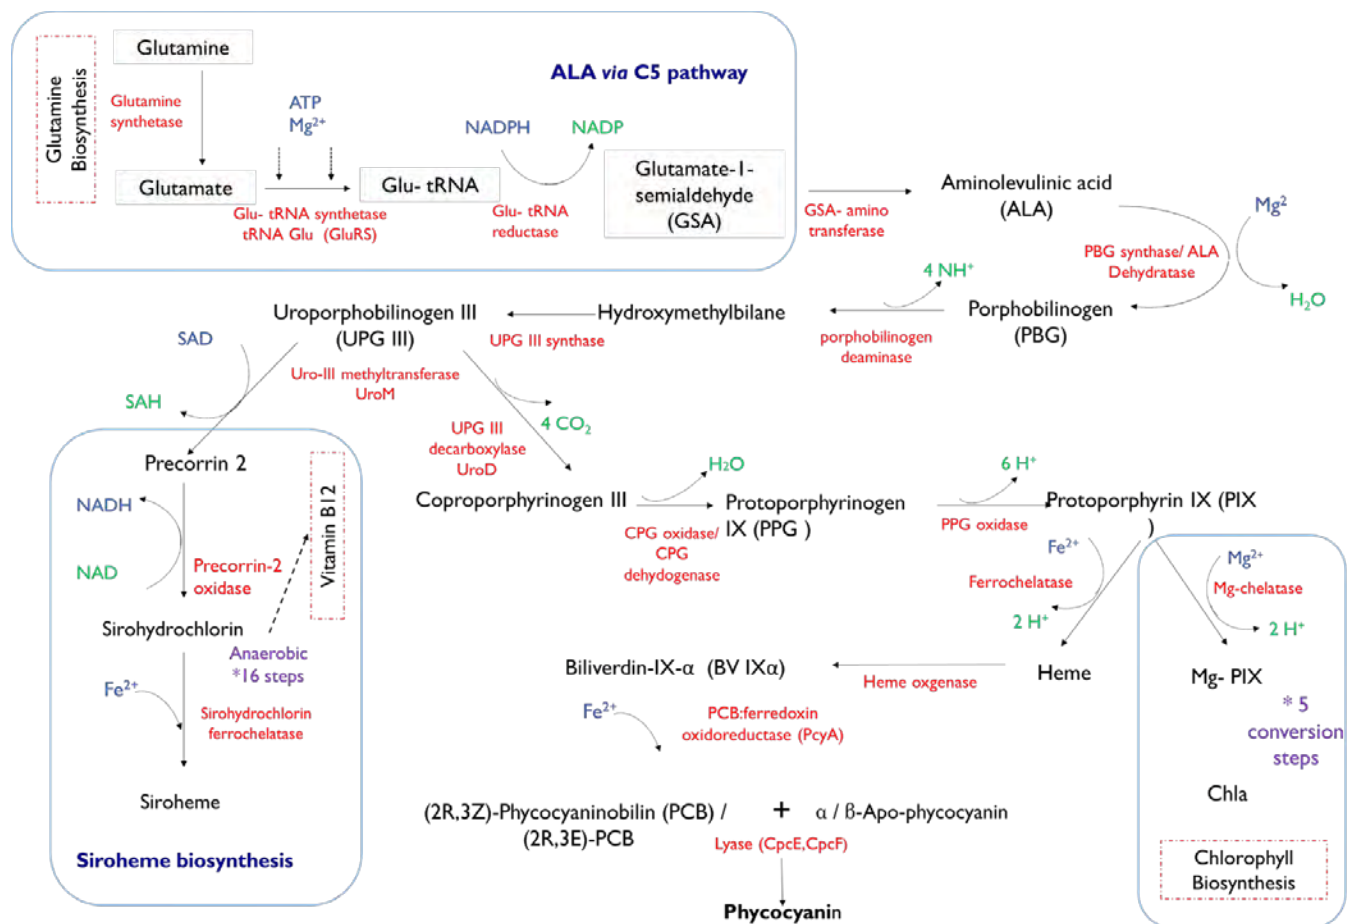 Glutamine
Biosynthesis
Glutamine
Glutamine
synthetase
Glutamate
ATP
Mg²⁺
Glu- tRNA synthetase
tRNA Glu (GluRS)
Glu- tRNA
ALA via C5 pathway
NADPH
NADP
Glu- tRNA
reductase
Glutamate-1-
semialdehyde
(GSA)
GSA- amino
transferase
Aminolevulinic acid
(ALA)
Mg²
PBG synthase/ ALA
Dehydratase
H₂O
4 NH⁺
Porphobilinogen
(PBG)
porphobilinogen
deaminase
Hydroxymethylbilane
UPG III synthase
Uroporphobilinogen III
(UPG III)
SAD
SAH
Uro-III methyltransferase
UroM
4 CO₂
UPG III
decarboxylase
UroD
Precorrin 2
NADH
NAD
Precorrin-2
oxidase
Vitamin B12
Sirohydrochlorin
Anaerobic
*16 steps
Fe²⁺
Sirohydrochlorin
ferrochelatase
Siroheme
Siroheme biosynthesis
Coproporphyrinogen III
H₂O
CPG oxidase/
CPG
dehydogenase
Protoporphyrinogen
IX (PPG )
6 H⁺
PPG oxidase
Protoporphyrin IX (PIX
)
Fe²⁺
Ferrochelatase
2 H⁺
Mg²⁺
Mg-chelatase
2 H⁺
Heme
Mg- PIX
Heme oxgenase
Biliverdin-IX-α (BV IXα)
Fe²⁺
PCB:ferredoxin
oxidoreductase (PcyA)
* 5
conversion
steps
Chla
Chlorophyll
Biosynthesis
(2R,3Z)-Phycocyaninobilin (PCB) /
(2R,3E)-PCB
+
α / β-Apo-phycocyanin
Lyase (CpcE,CpcF)
Phycocyanin